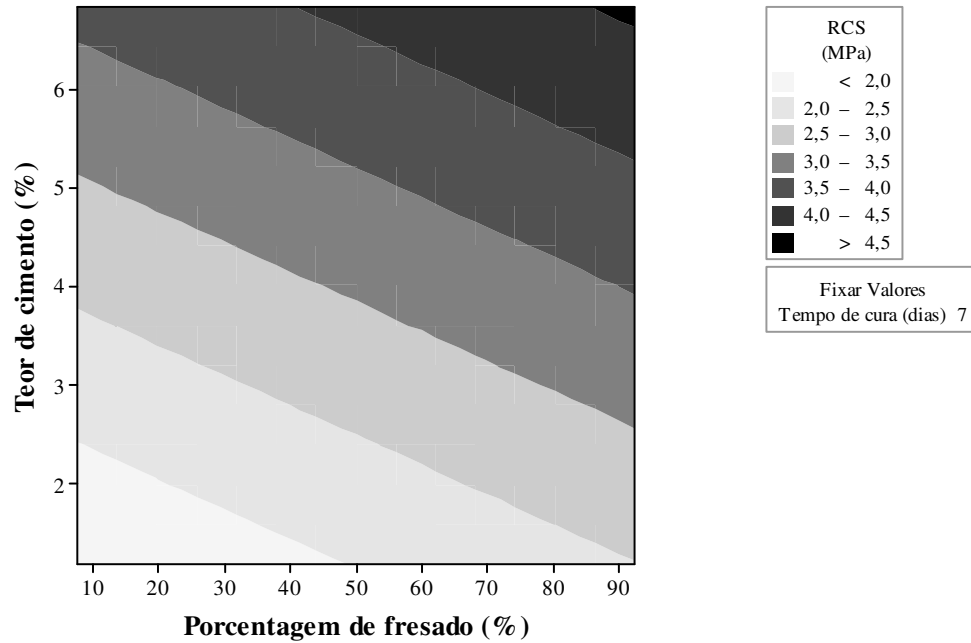 Teor de cimento (%)
6
5
4
3
2
10 20 30 40 50 60 70 80 90
Porcentagem de fresado (%)
RCS
(MPa)
< 2,0
2,0 – 2,5
2,5 – 3,0
3,0 – 3,5
3,5 – 4,0
4,0 – 4,5
> 4,5
Fixar Valores
Tempo de cura (dias) 7